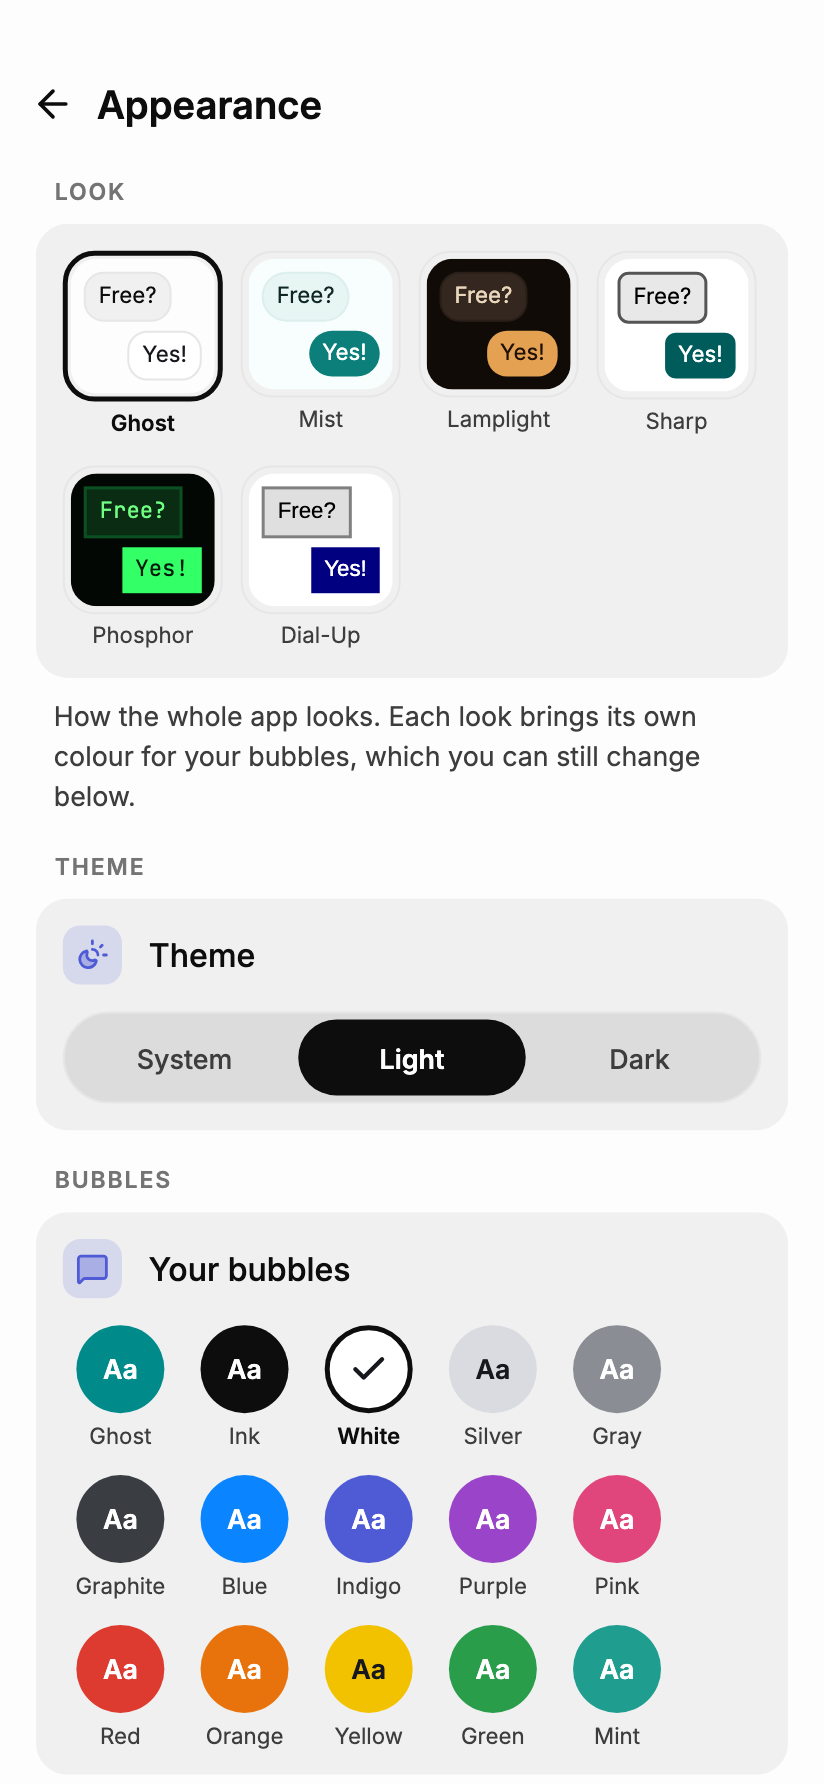 Appearance
LOOK
Free?
Yes!
Ghost
Free?
Yes!
Mist
Free?
Yes!
Lamplight
Free?
Yes!
Sharp
Free?
Yes!
Phosphor
Free?
Yes!
Dial-Up
How the whole app looks. Each look brings its own
colour for your bubbles, which you can still change
below.
THEME
Theme
System Light Dark
BUBBLES
Your bubbles
Aa Aa Aa Aa
Ghost Ink White Silver Gray
Aa Aa Aa Aa Aa
Graphite Blue Indigo Purple Pink
Aa Aa Aa Aa Aa
Red Orange Yellow Green Mint